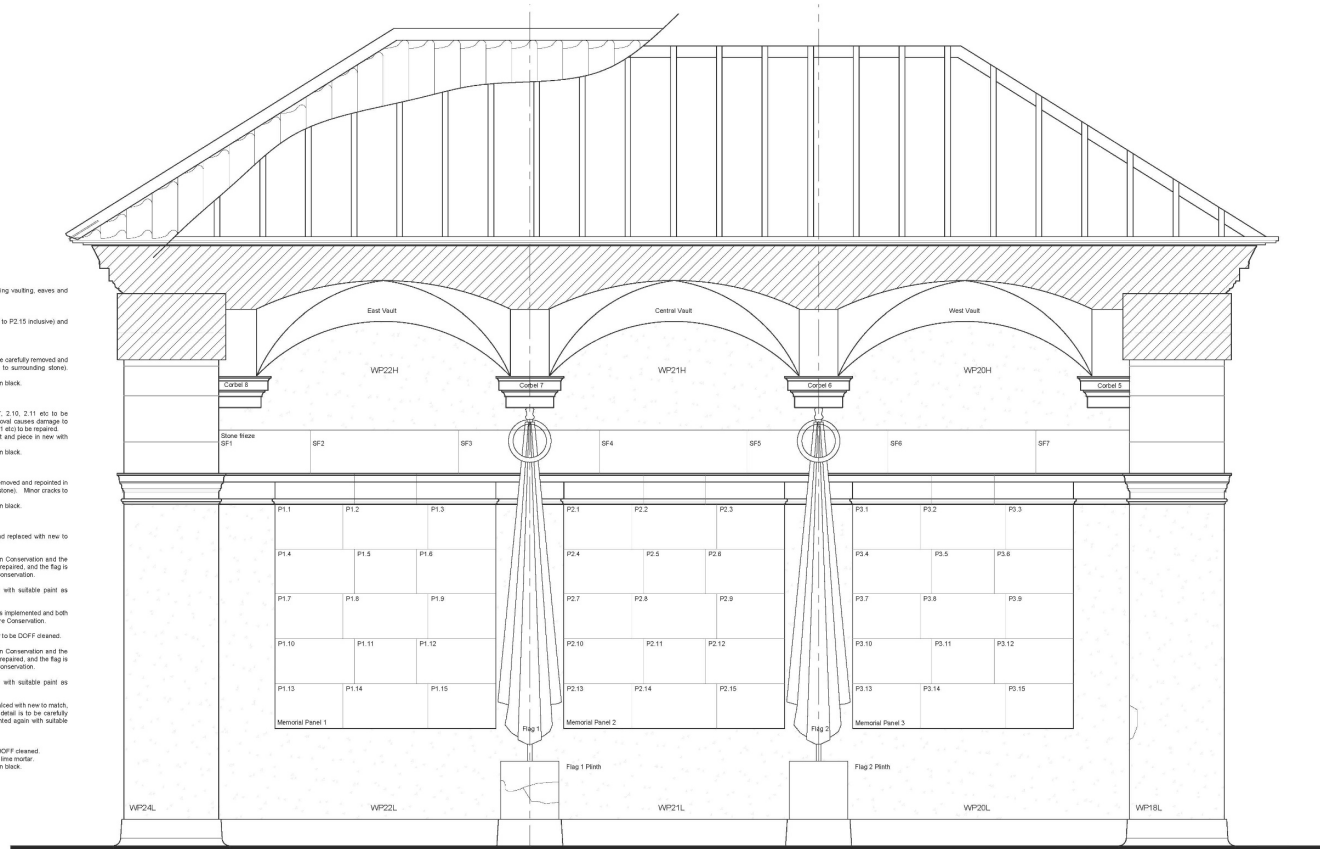 ing vaulting, eaves and
to P2.15 inclusive) and
e carefully removed and
to surrounding stone).
n black.
, 2.10, 2.11 etc to be
oval causes damage to
1 etc) to be repaired.
t and piece in new with
n black.
emoved and repointed in
stone). Minor cracks to
n black.
d replaced with new to
n Conservation and the
repaired, and the flag is
onservation.
with suitable paint as
s implemented and both
re Conservation.
to be DOFF cleaned.
n Conservation and the
repaired, and the flag is
onservation.
with suitable paint as
with new to match,
detail is to be carefully
nted again with suitable
DOFF cleaned.
lime mortar.
n black.
East Vault
Central Vault
West Vault
WP22H
WP21H
WP20H
Corbel 8
Corbel 7
Corbel 6
Corbel 5
Stone frieze
SF1
SF2
SF3
SF4
SF5
SF6
SF7
P1.1
P1.2
P1.3
P1.4
P1.5
P1.6
P1.7
P1.8
P1.9
P1.10
P1.11
P1.12
P1.13
P1.14
P1.15
Memorial Panel 1
P2.1
P2.2
P2.3
P2.4
P2.5
P2.6
P2.7
P2.8
P2.9
P2.10
P2.11
P2.12
P2.13
P2.14
P2.15
Memorial Panel 2
P3.1
P3.2
P3.3
P3.4
P3.5
P3.6
P3.7
P3.8
P3.9
P3.10
P3.11
P3.12
P3.13
P3.14
P3.15
Memorial Panel 3
Flag 1
Flag 2
Flag 1 Plinth
Flag 2 Plinth
WP24L
WP22L
WP21L
WP20L
WP18L